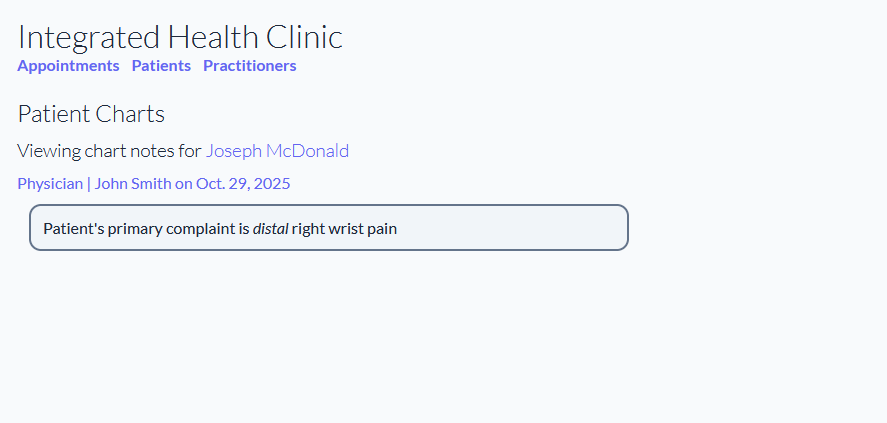 Integrated Health Clinic
Appointments Patients Practitioners
Patient Charts
Viewing chart notes for Joseph McDonald
Physician | John Smith on Oct. 29, 2025
Patient's primary complaint is distal right wrist pain